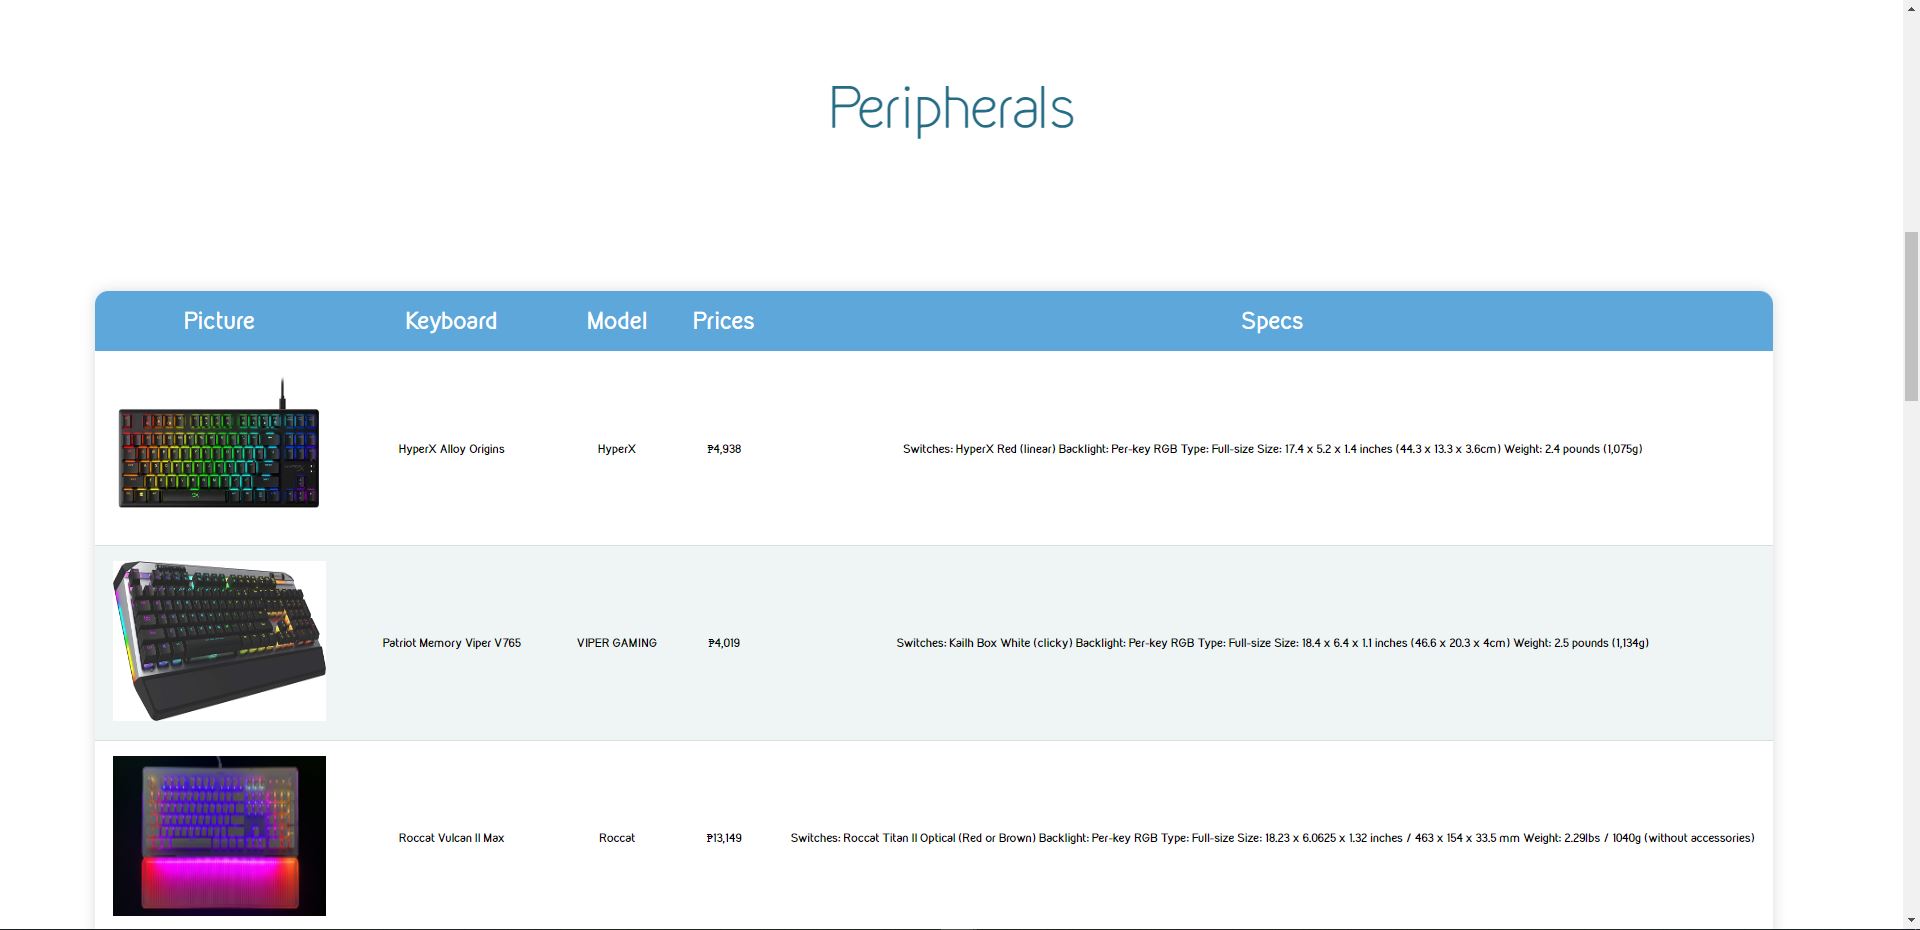 Peripherals
Picture Keyboard Model Prices Specs
HyperX Alloy Origins HyperX ₱4,938 Switches: HyperX Red (linear) Backlight: Per-key RGB Type: Full-size Size: 17.4 x 5.2 x 1.4 inches (44.3 x 13.3 x 3.6cm) Weight: 2.4 pounds (1,075g)
Patriot Memory Viper V765 VIPER GAMING ₱4,019 Switches: Kailh Box White (clicky) Backlight: Per-key RGB Type: Full-size Size: 18.4 x 6.4 x 1.1 inches (46.6 x 20.3 x 4cm) Weight: 2.5 pounds (1,134g)
Roccat Vulcan II Max Roccat ₱13,149 Switches: Roccat Titan II Optical (Red or Brown) Backlight: Per-key RGB Type: Full-size Size: 18.23 x 6.0625 x 1.32 inches / 463 x 154 x 33.5 mm Weight: 2.29lbs / 1040g (without accessories)